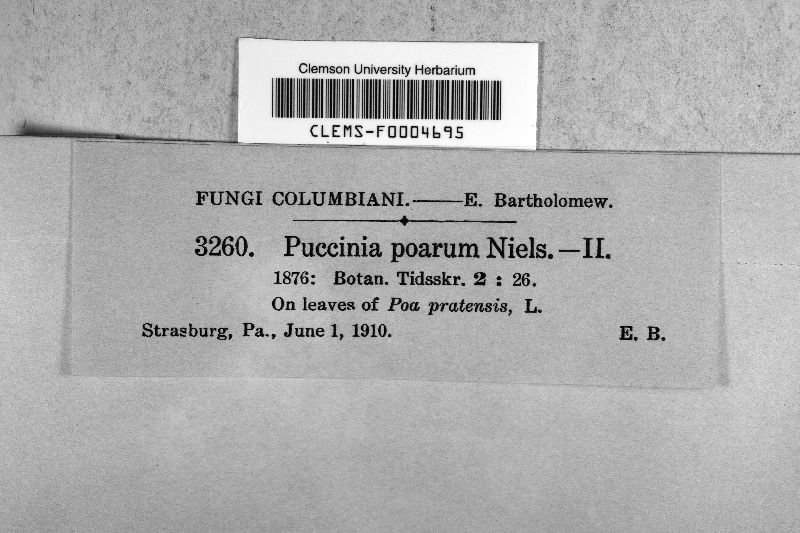 Clemson University Herbarium
CLEMS-F0004695
FUNGI COLUMBIANI.——E. Bartholomew.
3260. Puccinia poarum Niels.—II.
1876: Botan. Tidsskr. 2 : 26.
On leaves of Poa pratensis, L.
Strasburg, Pa., June 1, 1910. E. B.